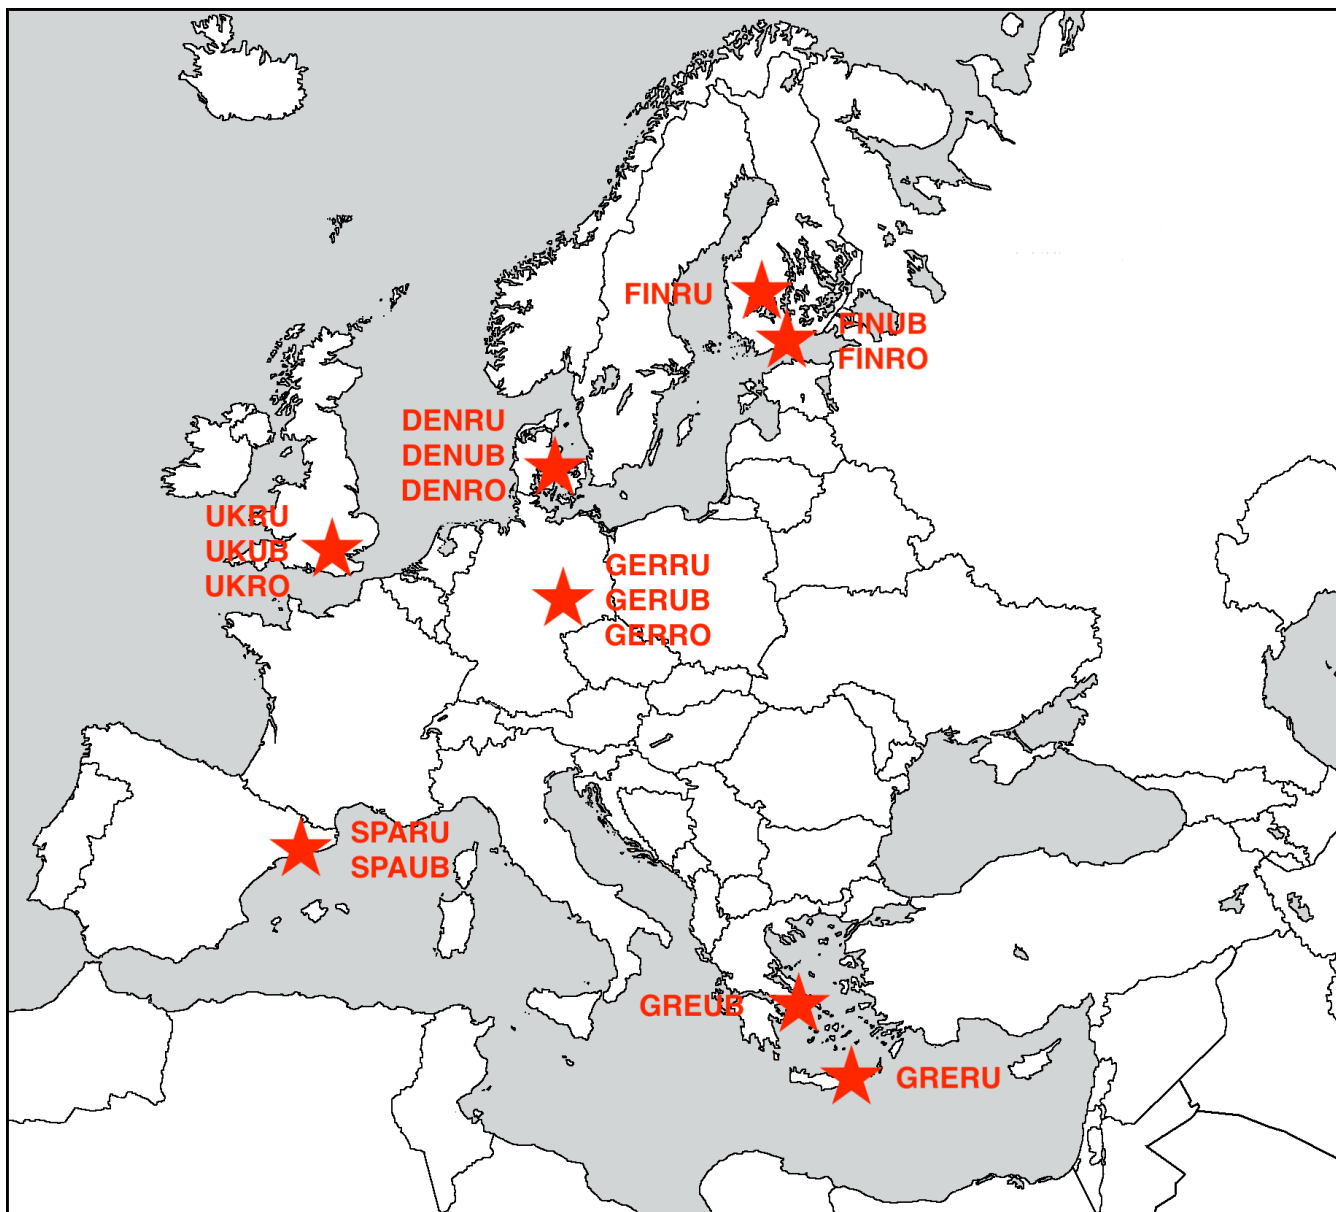 FINRU
FINUB
FINRO
DENRU
DENUB
DENRO
UKRU
UKUB
UKRO
GERRU
GERUB
GERRO
SPARU
SPAUB
GREUB
GRERU